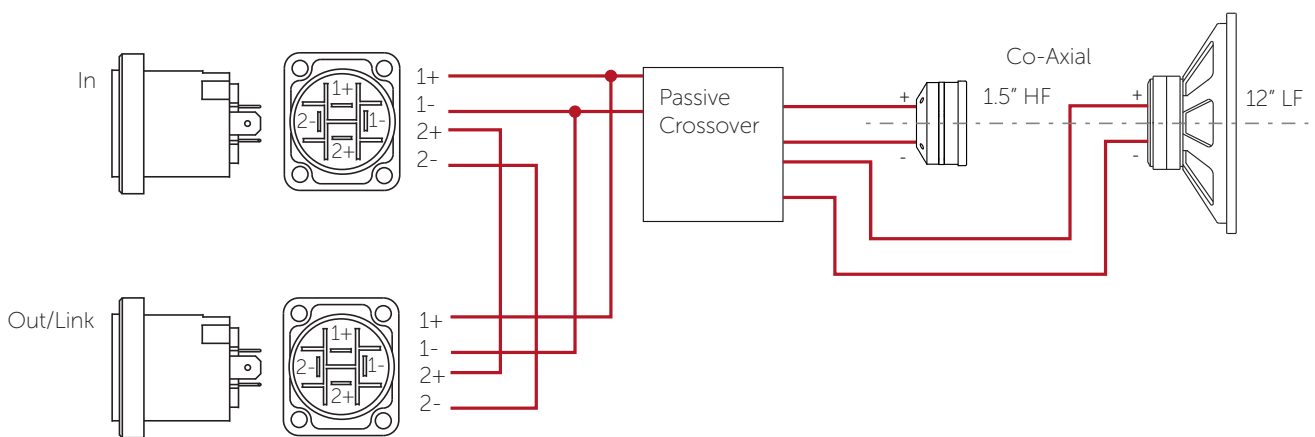 In
1+
2-
1-
2+
1+
1-
2+
2-
Passive
Crossover
+
-
Co-Axial
1.5” HF
+
-
12” LF
Out/Link
1+
2-
1-
2+
1+
1-
2+
2-